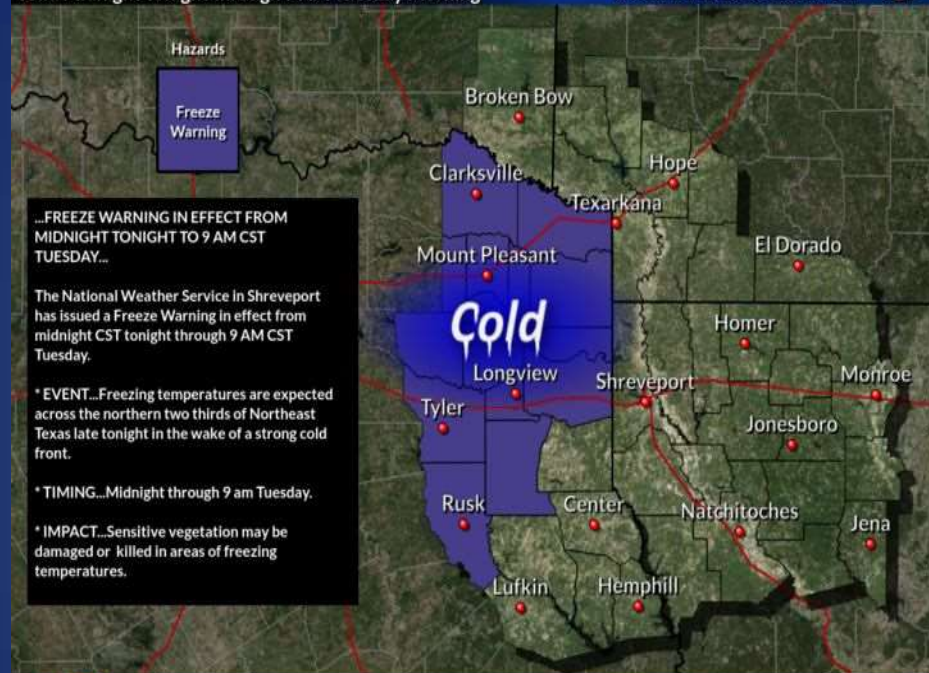 Hazards
Freeze
Warning
Broken Bow
Hope
Clarksville
Texarkana
...FREEZE WARNING IN EFFECT FROM
MIDNIGHT TONIGHT TO 9 AM CST
TUESDAY...
El Dorado
Mount Pleasant
The National Weather Service in Shreveport
has issued a Freeze Warning in effect from
midnight CST tonight through 9 AM CST
Tuesday.
Cold
Homer
Longview
Shreveport
Monroe
* EVENT...Freezing temperatures are expected
across the northern two thirds of Northeast
Texas late tonight in the wake of a strong cold
front.
Tyler
Jonesboro
* TIMING...Midnight through 9 am Tuesday.
Rusk
Center
Natchitoches
Jena
* IMPACT...Sensitive vegetation may be
damaged or killed in areas of freezing
temperatures.
Lufkin
Hemphill